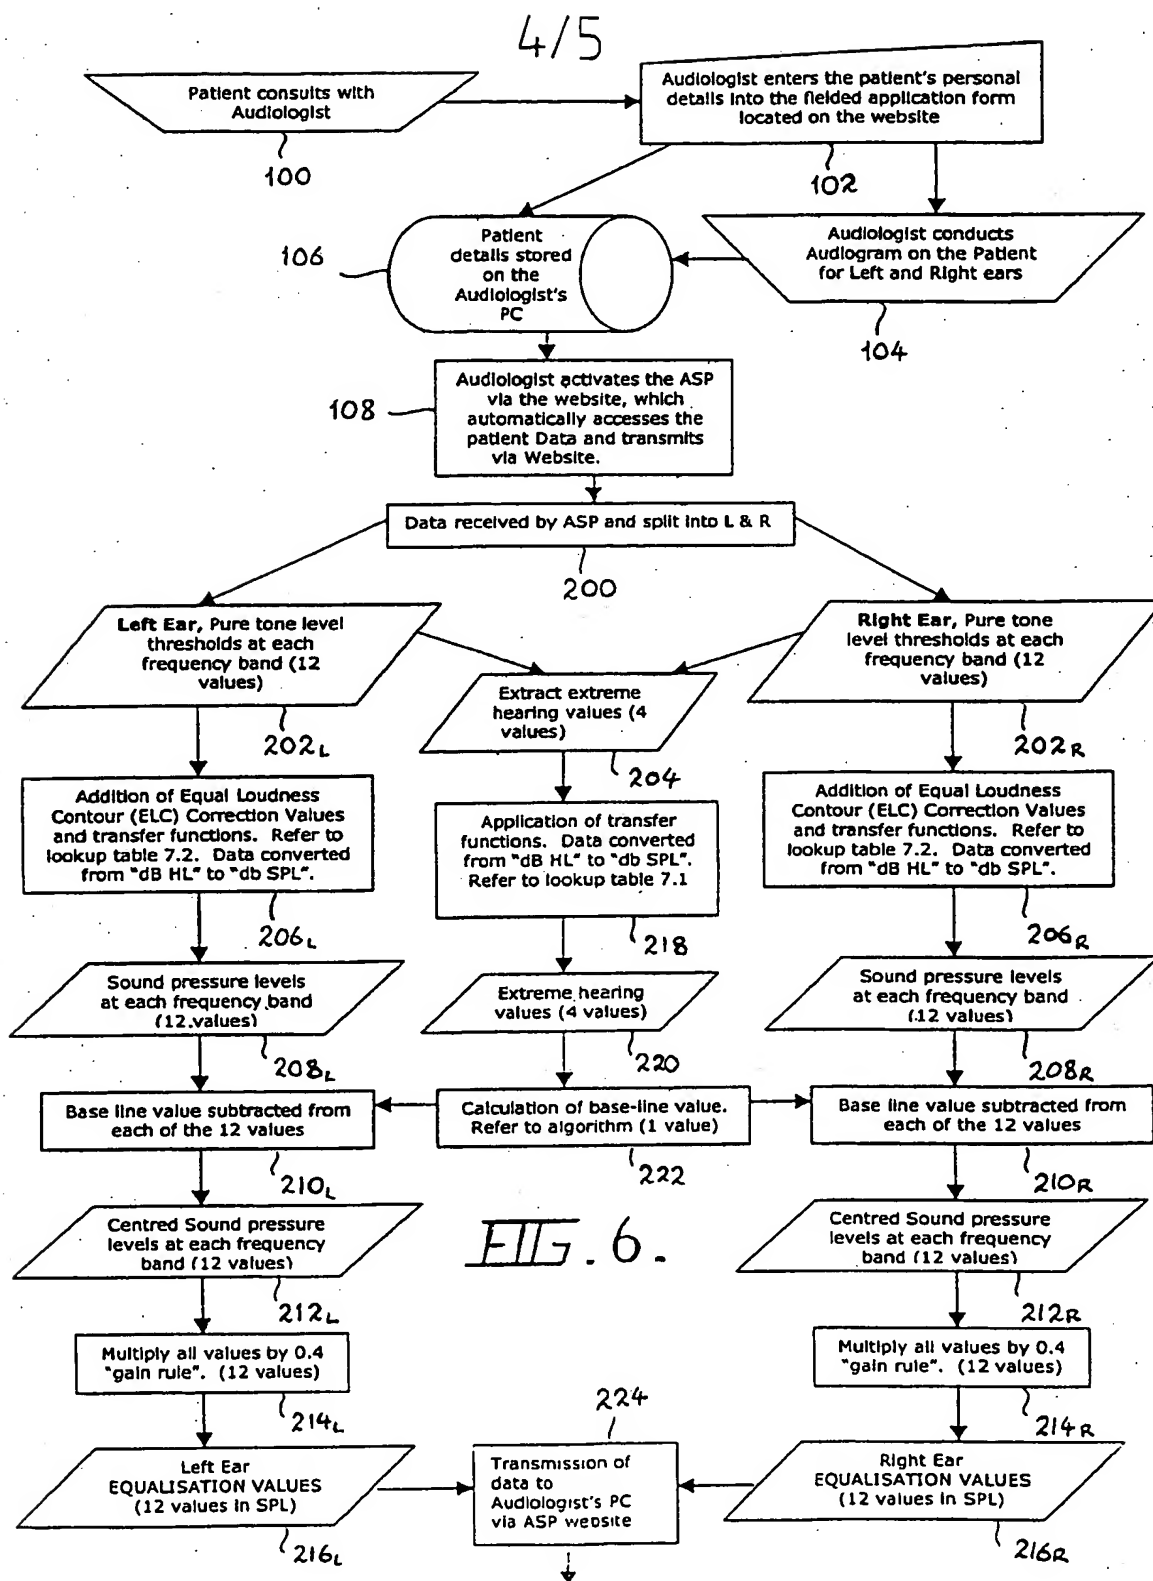 4/5
Patient consults with
Audiologist
100
Audiologist enters the patient's personal
details into the fielded application form
located on the website
102
Patient
details stored
on the
Audiologist's
PC
106
Audiologist conducts
Audiogram on the Patient
for Left and Right ears
104
Audiologist activates the ASP
via the website, which
automatically accesses the
patient Data and transmits
via Website.
108
Data received by ASP and split into L & R
200
Left Ear, Pure tone level
thresholds at each
frequency band (12
values)
202L
Extract extreme
hearing values (4
values)
204
Right Ear, Pure tone
level thresholds at each
frequency band (12
values)
202R
Addition of Equal Loudness
Contour (ELC) Correction Values
and transfer functions. Refer to
lookup table 7.2. Data converted
from "dB HL" to "db SPL".
206L
Application of transfer
functions. Data converted
from "dB HL" to "db SPL".
Refer to lookup table 7.1
218
Addition of Equal Loudness
Contour (ELC) Correction Values
and transfer functions. Refer to
lookup table 7.2. Data converted
from "dB HL" to "db SPL".
206R
Sound pressure levels
at each frequency band
(12 values)
208L
Extreme hearing
values (4 values)
220
Sound pressure levels
at each frequency band
(12 values)
208R
Base line value subtracted from
each of the 12 values
210L
Calculation of base-line value.
Refer to algorithm (1 value)
222
Base line value subtracted from
each of the 12 values
210R
Centred Sound pressure
levels at each frequency
band (12 values)
212L
FIG. 6.
Centred Sound pressure
levels at each frequency
band (12 values)
212R
Multiply all values by 0.4
"gain rule". (12 values)
214L
Multiply all values by 0.4
"gain rule". (12 values)
214R
Left Ear
EQUALISATION VALUES
(12 values in SPL)
216L
224
Transmission of
data to
Audiologist's PC
via ASP website
Right Ear
EQUALISATION VALUES
(12 values in SPL)
216R